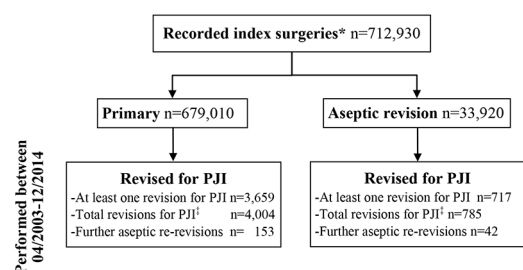 Recorded index surgeries* n=712,930
Primary n=679,010
Aseptic revision n=33,920
Performed between
04/2003-12/2014
Revised for PJI
-At least one revision for PJI n=3,659
-Total revisions for PJI‡ n=4,004
-Further aseptic re-revisions n= 153
Revised for PJI
-At least one revision for PJI n=717
-Total revisions for PJI‡ n=785
-Further aseptic re-revisions n=42